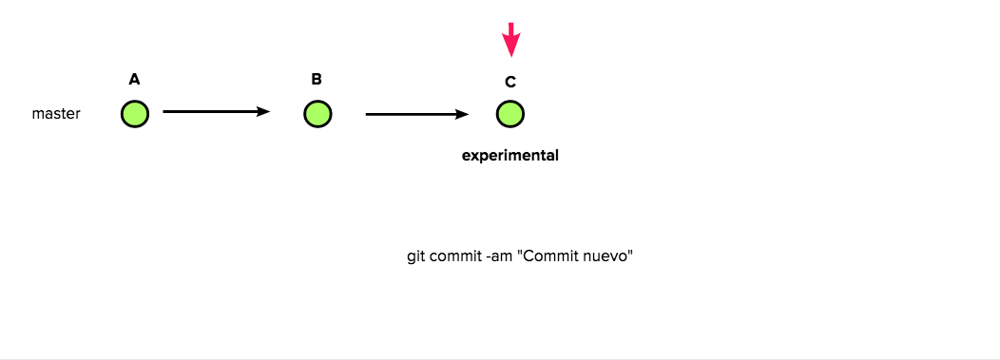 A
B
C
master
experimental
git commit -am "Commit nuevo"